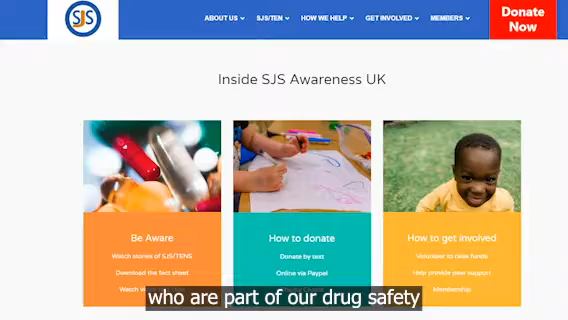 SJS
ABOUT US
SJS/TEN
HOW WE HELP
GET INVOLVED
MEMBERS
Donate
Now
Inside SJS Awareness UK
Be Aware
Watch stories of SJS/TENS
Download the fact sheet
Watch
How to donate
Donate by text
Online via Paypal
How to get involved
Volunteer to raise funds
Help provide peer support
Membership
who are part of our drug safety